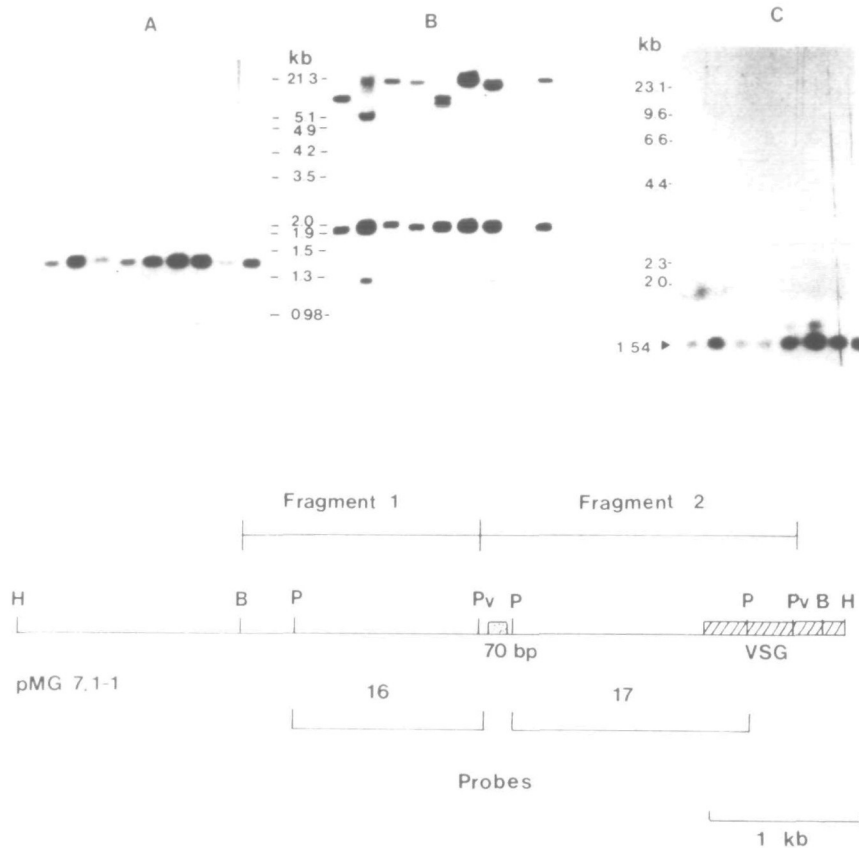 A
B
C
kb
21 3 -
- 5.1 -
- 4 9 -
- 4 2 -
- 3 5 -
- 2 0 -
- 1 9 -
- 1 5 -
- 1 3 -
- 0 98 -
kb
23 1 -
9 6 -
6 6 -
4 4 -
2 3 -
2 0 -
1 54 ►
Fragment 1
Fragment 2
H B P Pv P P Pv B H
70 bp
VSG
pMG 7.1-1
16
17
Probes
1 kb